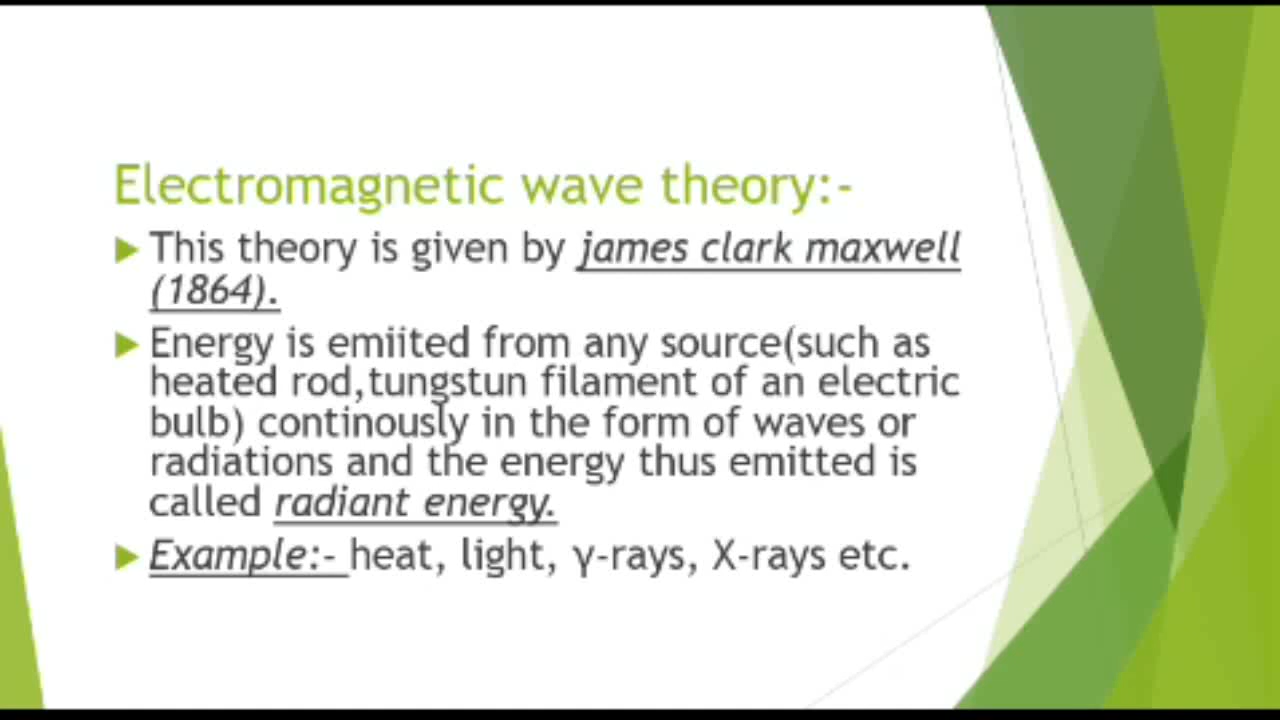 Electromagnetic wave theory:-
This theory is given by james clark maxwell
(1864).
Energy is emiited from any source(such as
heated rod,tungstun filament of an electric
bulb) continously in the form of waves or
radiations and the energy thus emitted is
called radiant energy.
Example:- heat, light, γ-rays, X-rays etc.